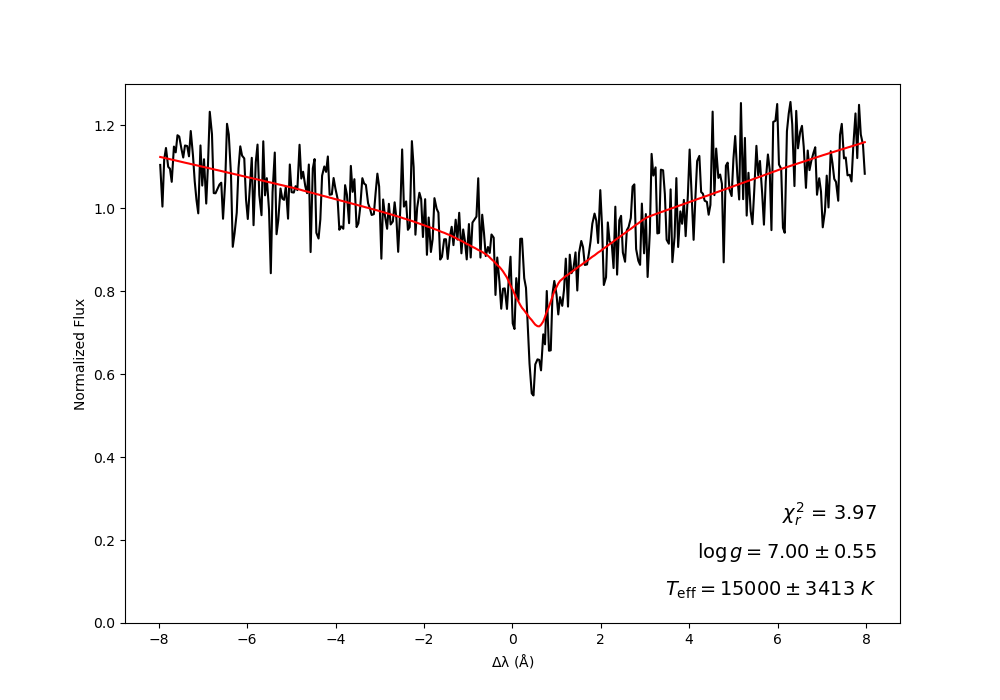 1.2
1.0
0.8
0.6
0.4
0.2
0.0
Normalized Flux
χ²ᵣ = 3.97
log g = 7.00 ± 0.55
T_eff = 15000 ± 3413 K
−8 −6 −4 −2 0 2 4 6 8
Δλ (Å)